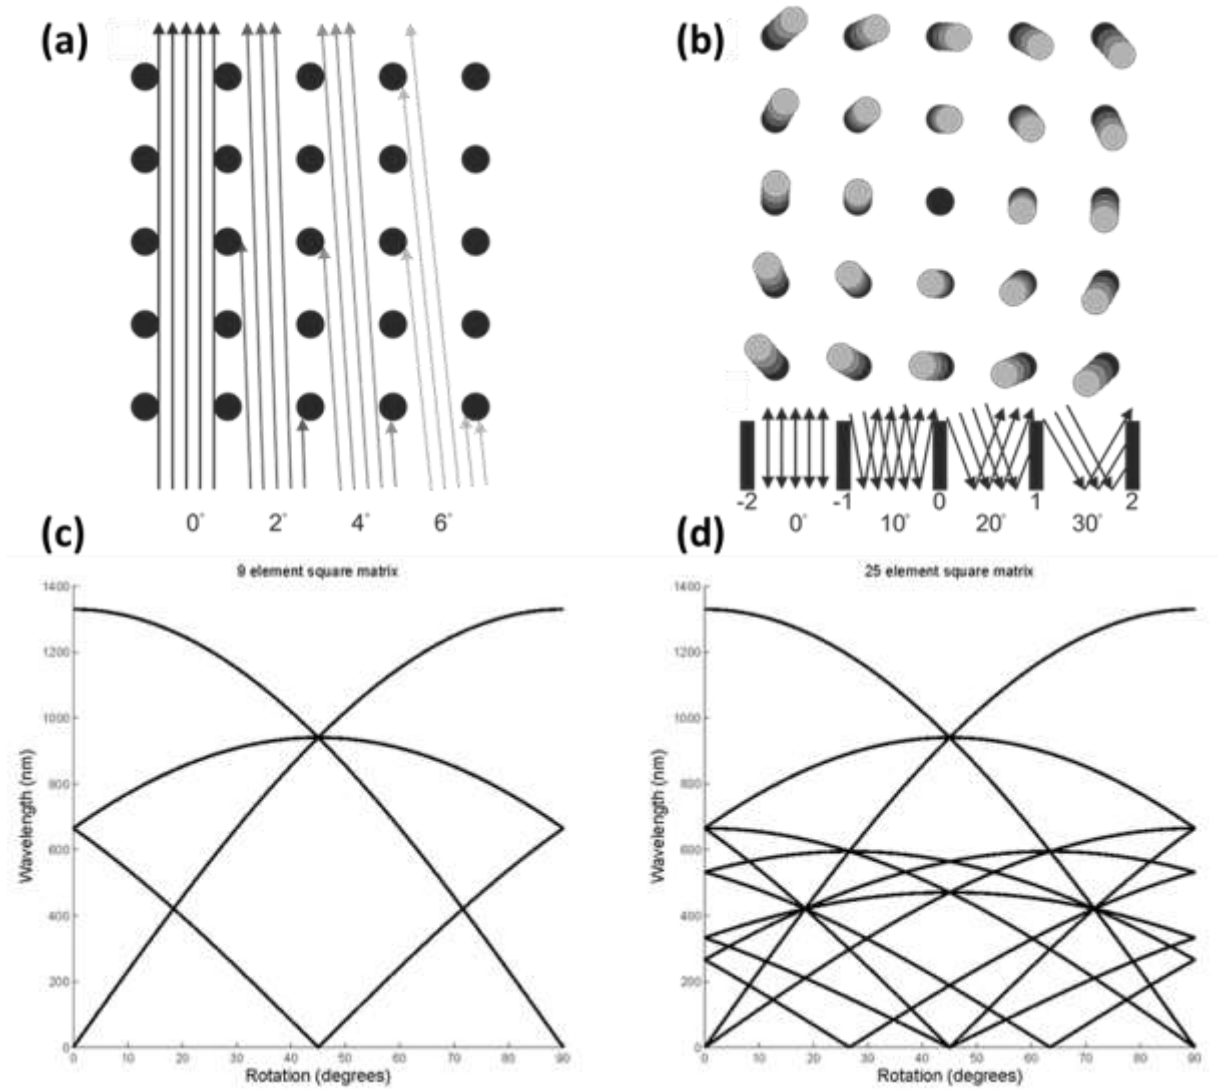 (a)
(b)
0° 2° 4° 6°
-2 -1 0 1 2
0° 10° 20° 30°
(c)
(d)
9 element square matrix
1400
1200
1000
800
600
400
200
0
Wavelength (nm)
0 10 20 30 40 50 60 70 80 90
Rotation (degrees)
25 element square matrix
1400
1200
1000
800
600
400
200
0
Wavelength (nm)
0 10 20 30 40 50 60 70 80 90
Rotation (degrees)